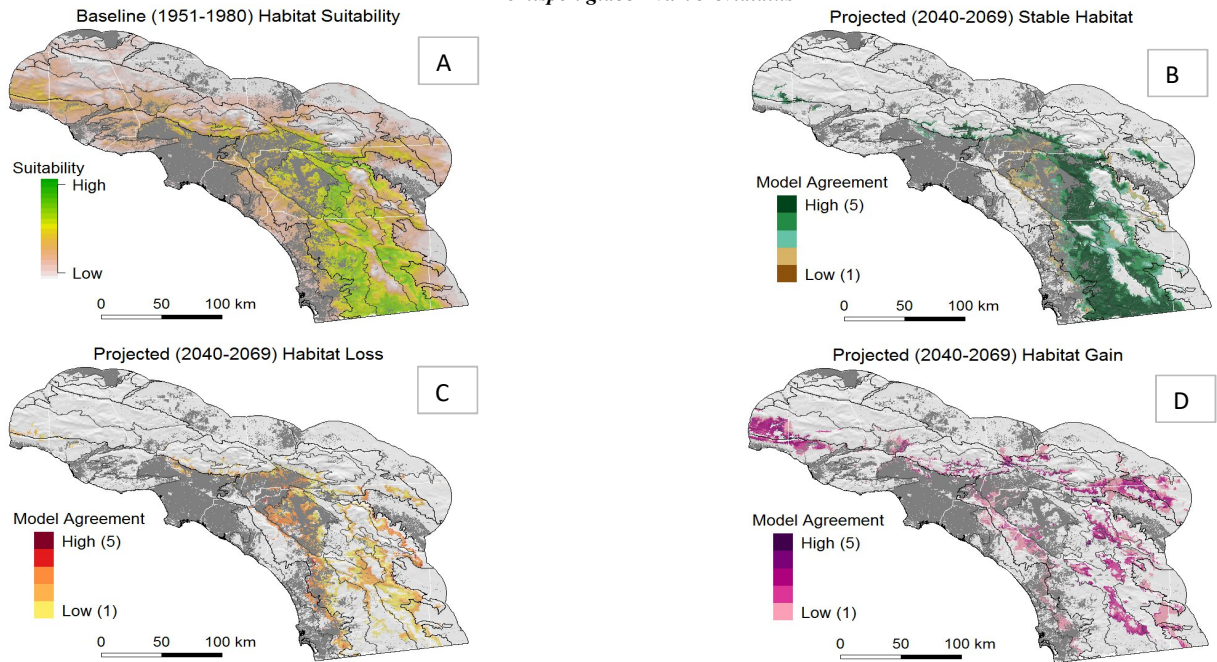 Baseline (1951-1980) Habitat Suitability
A
Suitability
High
Low
0 50 100 km
Projected (2040-2069) Stable Habitat
B
Model Agreement
High (5)
Low (1)
0 50 100 km
Projected (2040-2069) Habitat Loss
C
Model Agreement
High (5)
Low (1)
0 50 100 km
Projected (2040-2069) Habitat Gain
D
Model Agreement
High (5)
Low (1)
0 50 100 km